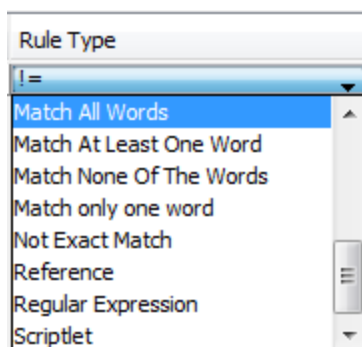 Rule Type
!=
Match All Words
Match At Least One Word
Match None Of The Words
Match only one word
Not Exact Match
Reference
Regular Expression
Scriptlet